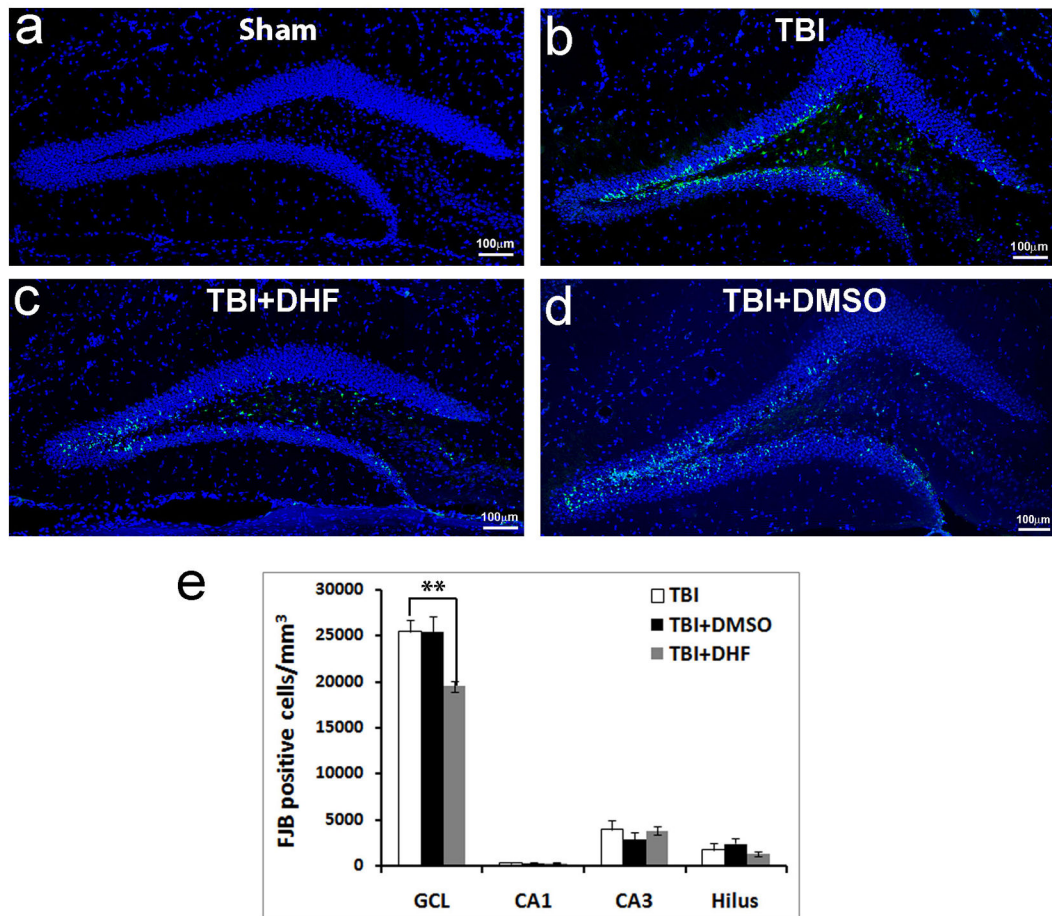 a
Sham
100μm
b
TBI
100μm
c
TBI+DHF
100μm
d
TBI+DMSO
100μm
e
FJB positive cells/mm³
30000
25000
20000
15000
10000
5000
0
**
TBI
TBI+DMSO
TBI+DHF
GCL CA1 CA3 Hilus